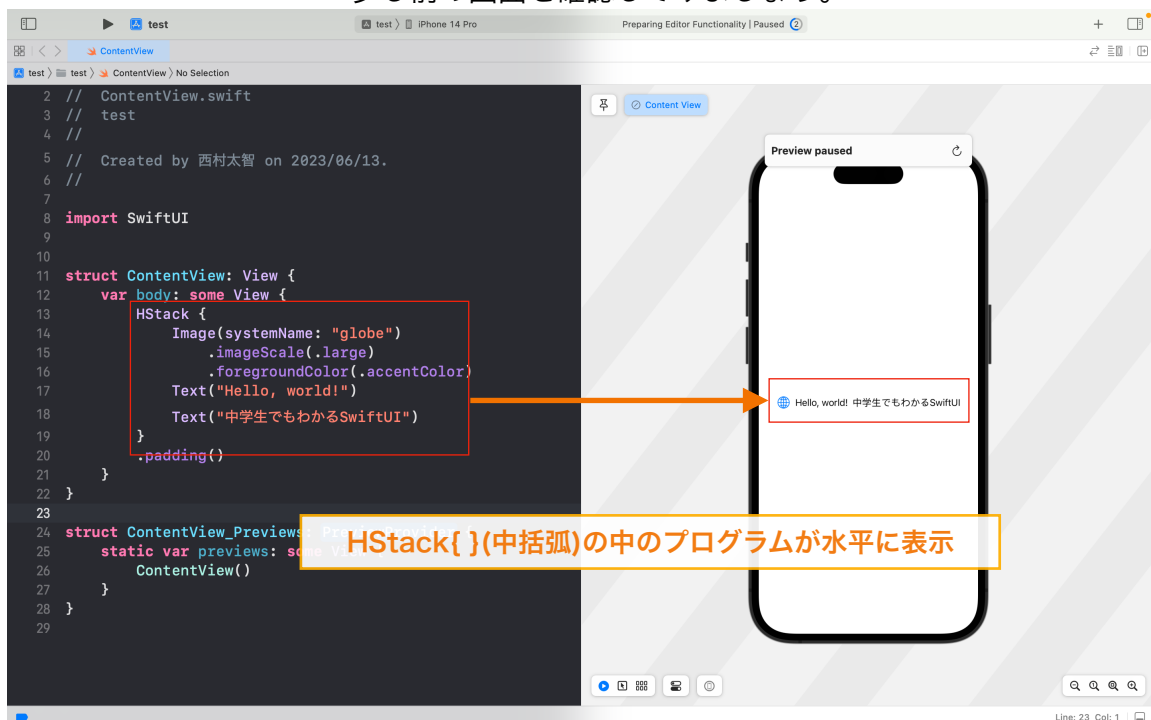 test
test 〉 iPhone 14 Pro
Preparing Editor Functionality | Paused 2
ContentView
test 〉 test 〉 ContentView 〉 No Selection
2 // ContentView.swift
3 // test
4 //
5 // Created by 西村太智 on 2023/06/13.
6 //
7
8 import SwiftUI
9
10
11 struct ContentView: View {
12 var body: some View {
13 HStack {
14 Image(systemName: "globe")
15 .imageScale(.large)
16 .foregroundColor(.accentColor)
17 Text("Hello, world!")
18 Text("中学生でもわかるSwiftUI")
19 }
20 .padding()
21 }
22 }
23
24 struct ContentView_Previews:
25 static var previews:
26 ContentView()
27 }
28 }
29
Content View
Preview paused
Hello, world! 中学生でもわかるSwiftUI
HStack{ }(中括弧)の中のプログラムが水平に表示
Line: 23 Col: 1